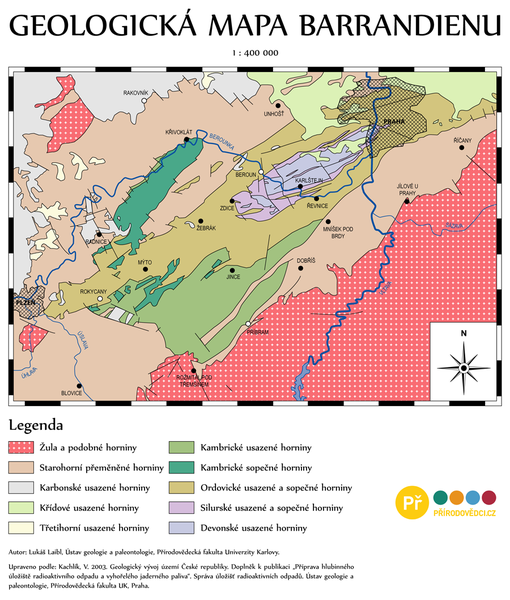 GEOLOGICKÁ MAPA BARRANDIENU
1 : 400 000
RAKOVNÍK
UNHOŠŤ
PRAHA
KŘIVOKLÁT
BEROUNKA
ŘÍČANY
BEROUN
KARLŠTEJN
JÍLOVÉ U
PRAHY
ZDICE
ŘEVNICE
ŽEBRÁK
MNÍŠEK POD
BRDY
SÁZAVA
RADNICE
MÝTO
DOBŘÍŠ
JINCE
ROKYCANY
PLZEŇ
PŘÍBRAM
ÚSLAVA
ÚHLAVA
ROŽMITÁL POD
TŘEMŠÍNEM
BLOVICE
N
Legenda
Žula a podobné horniny
Starohorní přeměněné horniny
Karbonské usazené horniny
Křídové usazené horniny
Třetihorní usazené horniny
Kambrické usazené horniny
Kambrické sopečné horniny
Ordovické usazené a sopečné horniny
Silurské usazené a sopečné horniny
Devonské usazené horniny
Př
PŘÍRODOVĚDCI.CZ
Autor: Lukáš Laibl, Ústav geologie a paleontologie, Přírodovědecká fakulta Univerzity Karlovy.
Upraveno podle: Kachlík, V. 2003. Geologický vývoj území České republiky. Doplněk k publikaci „Příprava hlubinného
úložiště radioaktivního odpadu a vyhořelého jaderného paliva“. Správa úložišť radioaktivních odpadů. Ústav geologie a
paleontologie, Přírodovědecká fakulta UK, Praha.